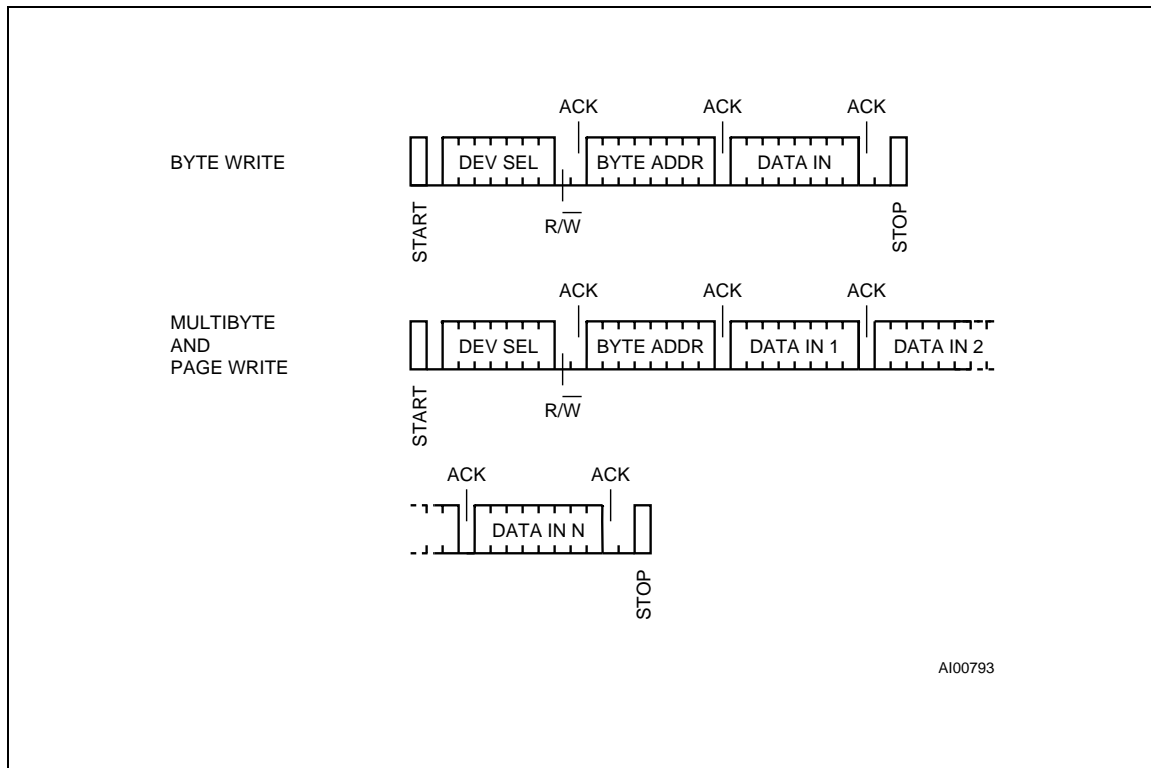 ACK ACK ACK
BYTE WRITE DEV SEL BYTE ADDR DATA IN
R/W̅
START STOP
ACK ACK ACK
MULTIBYTE
AND
PAGE WRITE
DEV SEL BYTE ADDR DATA IN 1 DATA IN 2
R/W̅
START
ACK ACK
DATA IN N
STOP
AI00793